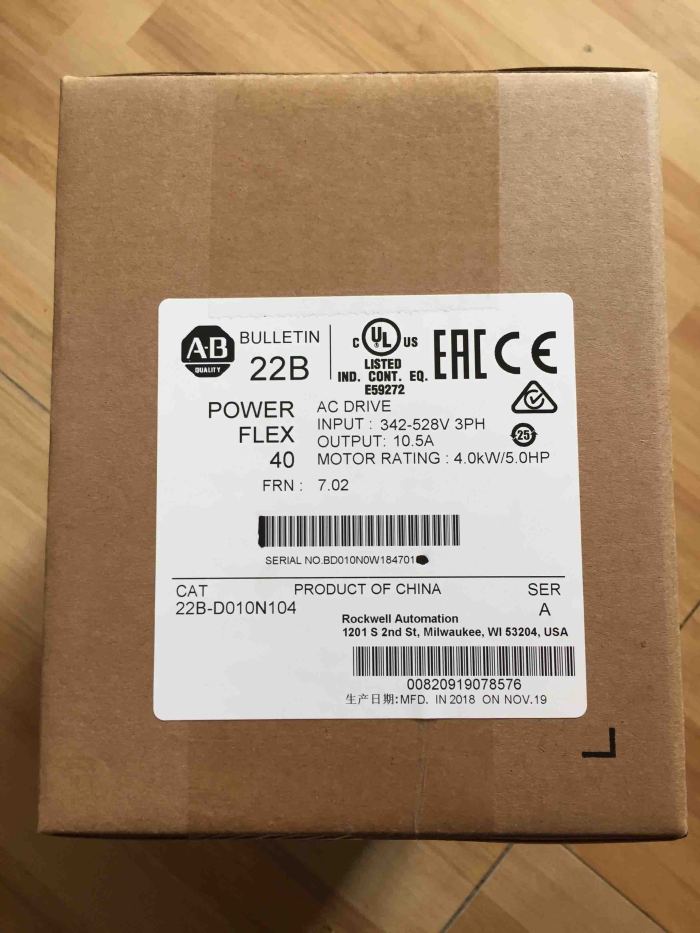 A-B
QUALITY
BULLETIN
22B
C UL US
LISTED
IND. CONT. EQ.
E59272
EAC CE
POWER
FLEX
40
AC DRIVE
INPUT : 342-528V 3PH
OUTPUT: 10.5A
MOTOR RATING : 4.0kW/5.0HP
25
FRN : 7.02
SERIAL NO.BD010N0W184701
CAT
22B-D010N104
PRODUCT OF CHINA
SER
A
Rockwell Automation
1201 S 2nd St, Milwaukee, WI 53204, USA
00820919078576
生产日期:MFD. IN 2018 ON NOV.19